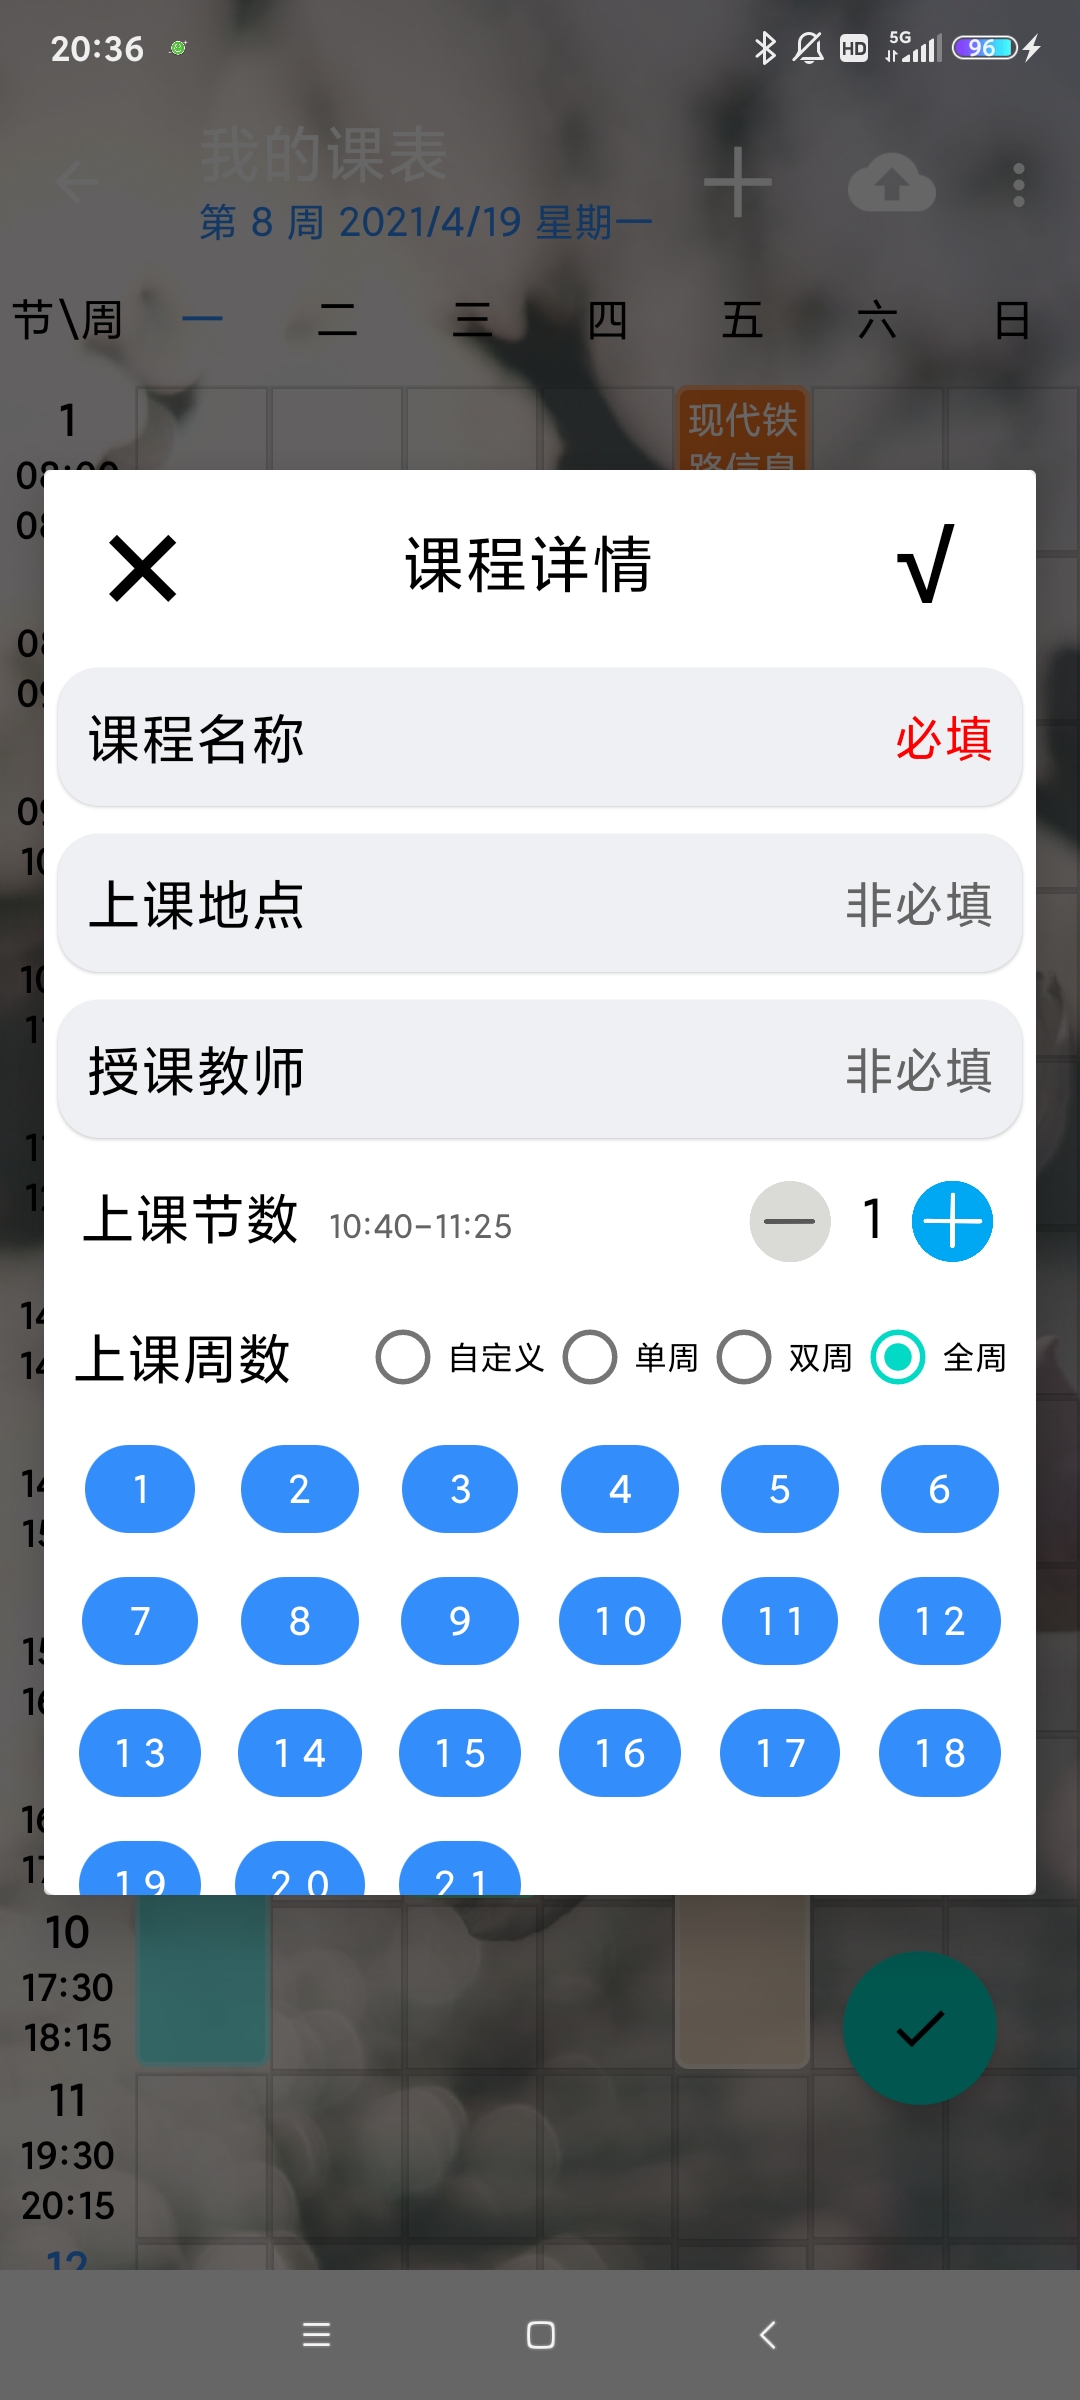 20:36
HD 5G 96
我的课表
第 8 周 2021/4/19 星期一
节\周 一 二 三 四 五 六 日
1
现代铁
路信息
课程详情
课程名称 必填
上课地点 非必填
授课教师 非必填
上课节数 10:40-11:25 1
上课周数 自定义 单周 双周 全周
1 2 3 4 5 6
7 8 9 10 11 12
13 14 15 16 17 18
19 20 21
10
17:30
18:15
11
19:30
20:15
12